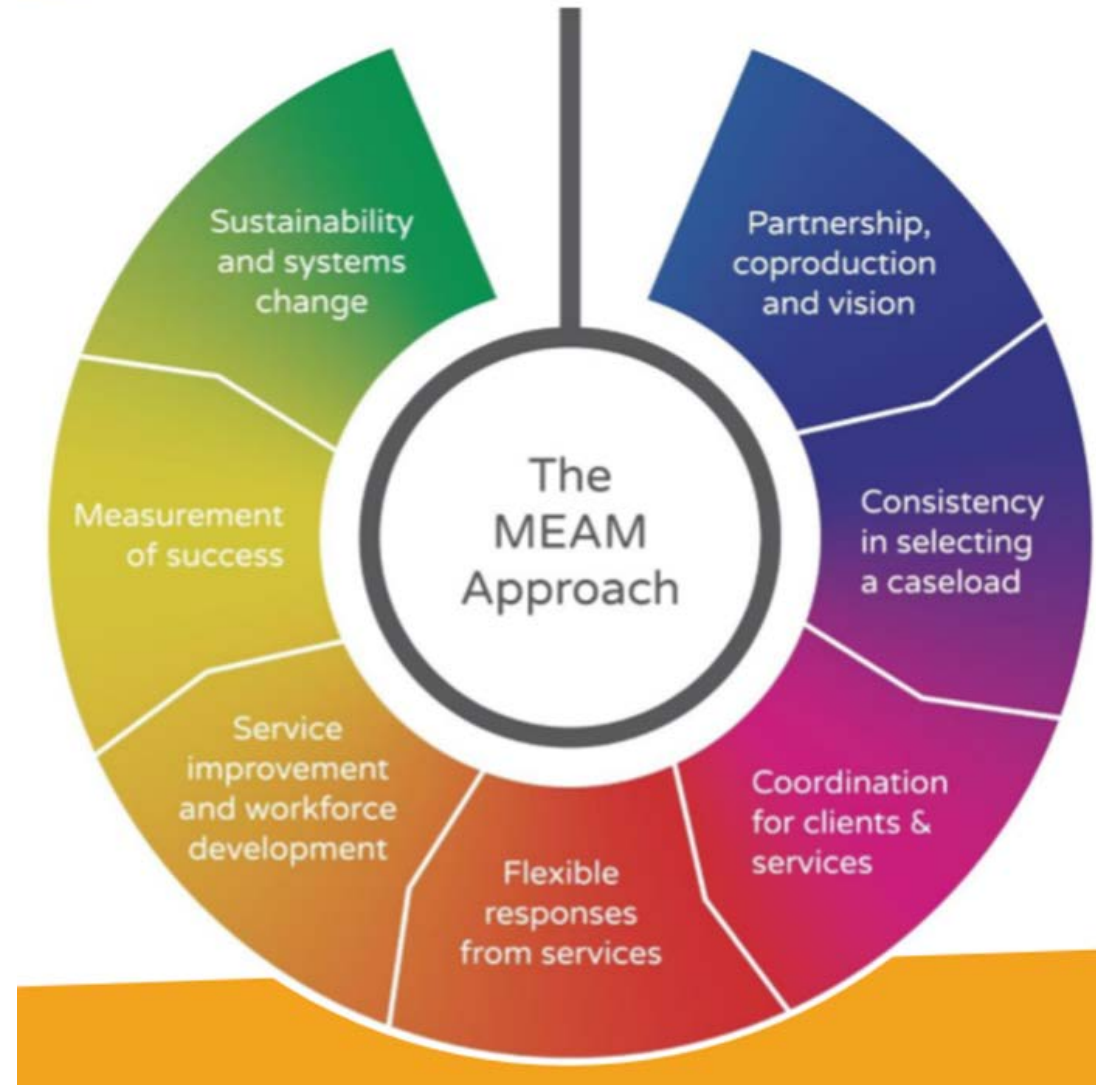 The
MEAM
Approach
Partnership,
coproduction
and vision
Consistency
in selecting
a caseload
Coordination
for clients &
services
Flexible
responses
from services
Service
improvement
and workforce
development
Measurement
of success
Sustainability
and systems
change